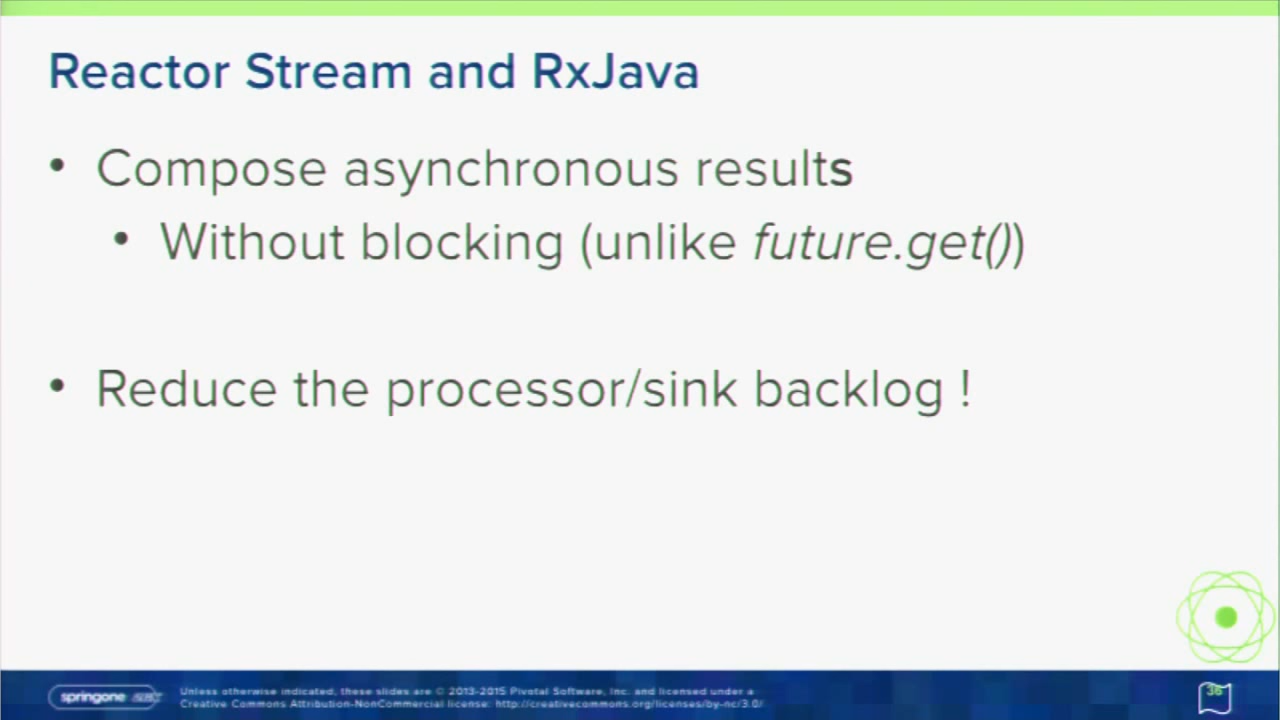 Reactor Stream and RxJava
• Compose asynchronous results
• Without blocking (unlike future.get())
• Reduce the processor/sink backlog !
springone
Unless otherwise indicated, these slides are © 2013-2015 Pivotal Software, Inc. and licensed under a
Creative Commons Attribution-NonCommercial license: http://creativecommons.org/licenses/by-nc/3.0/
36